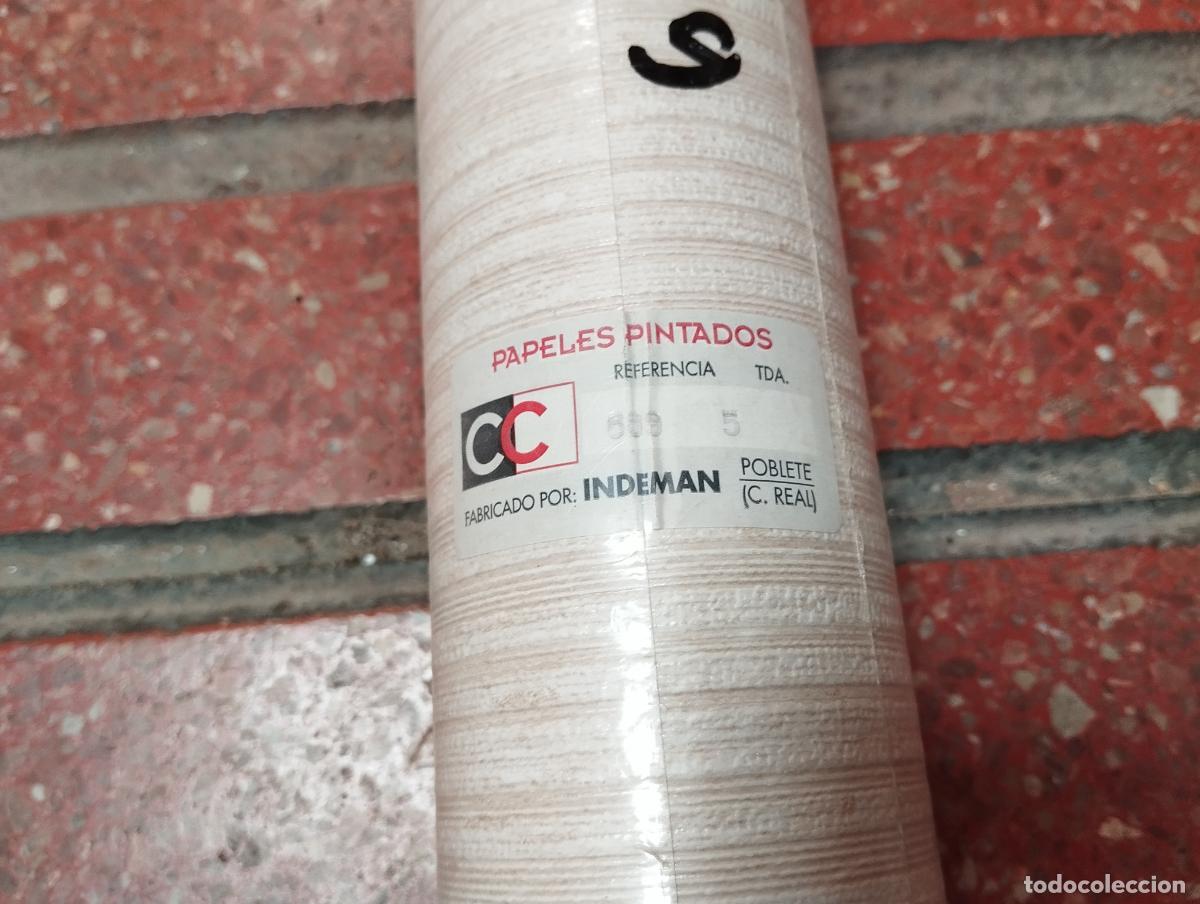 PAPELES PINTADOS
REFERENCIA TDA.
CC
5
FABRICADO POR: INDEMAN POBLETE
(C. REAL)
todocoleccion